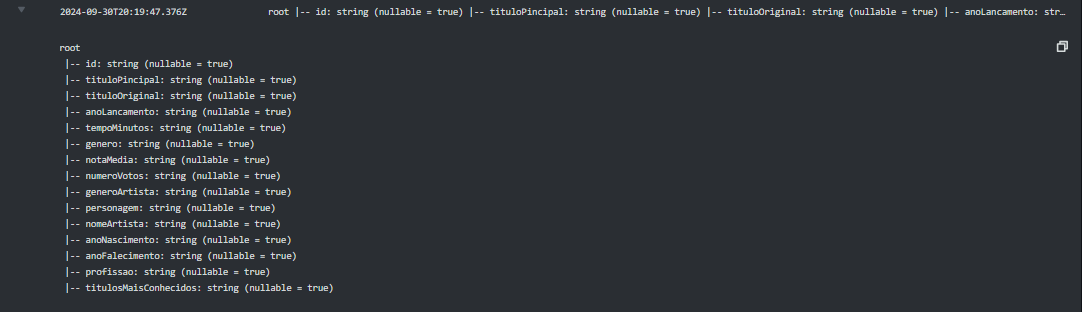 2024-09-30T20:19:47.376Z root |-- id: string (nullable = true) |-- tituloPincipal: string (nullable = true) |-- tituloOriginal: string (nullable = true) |-- anoLancamento: str…
root
|-- id: string (nullable = true)
|-- tituloPincipal: string (nullable = true)
|-- tituloOriginal: string (nullable = true)
|-- anoLancamento: string (nullable = true)
|-- tempoMinutos: string (nullable = true)
|-- genero: string (nullable = true)
|-- notaMedia: string (nullable = true)
|-- numeroVotos: string (nullable = true)
|-- generoArtista: string (nullable = true)
|-- personagem: string (nullable = true)
|-- nomeArtista: string (nullable = true)
|-- anoNascimento: string (nullable = true)
|-- anoFalecimento: string (nullable = true)
|-- profissao: string (nullable = true)
|-- titulosMaisConhecidos: string (nullable = true)